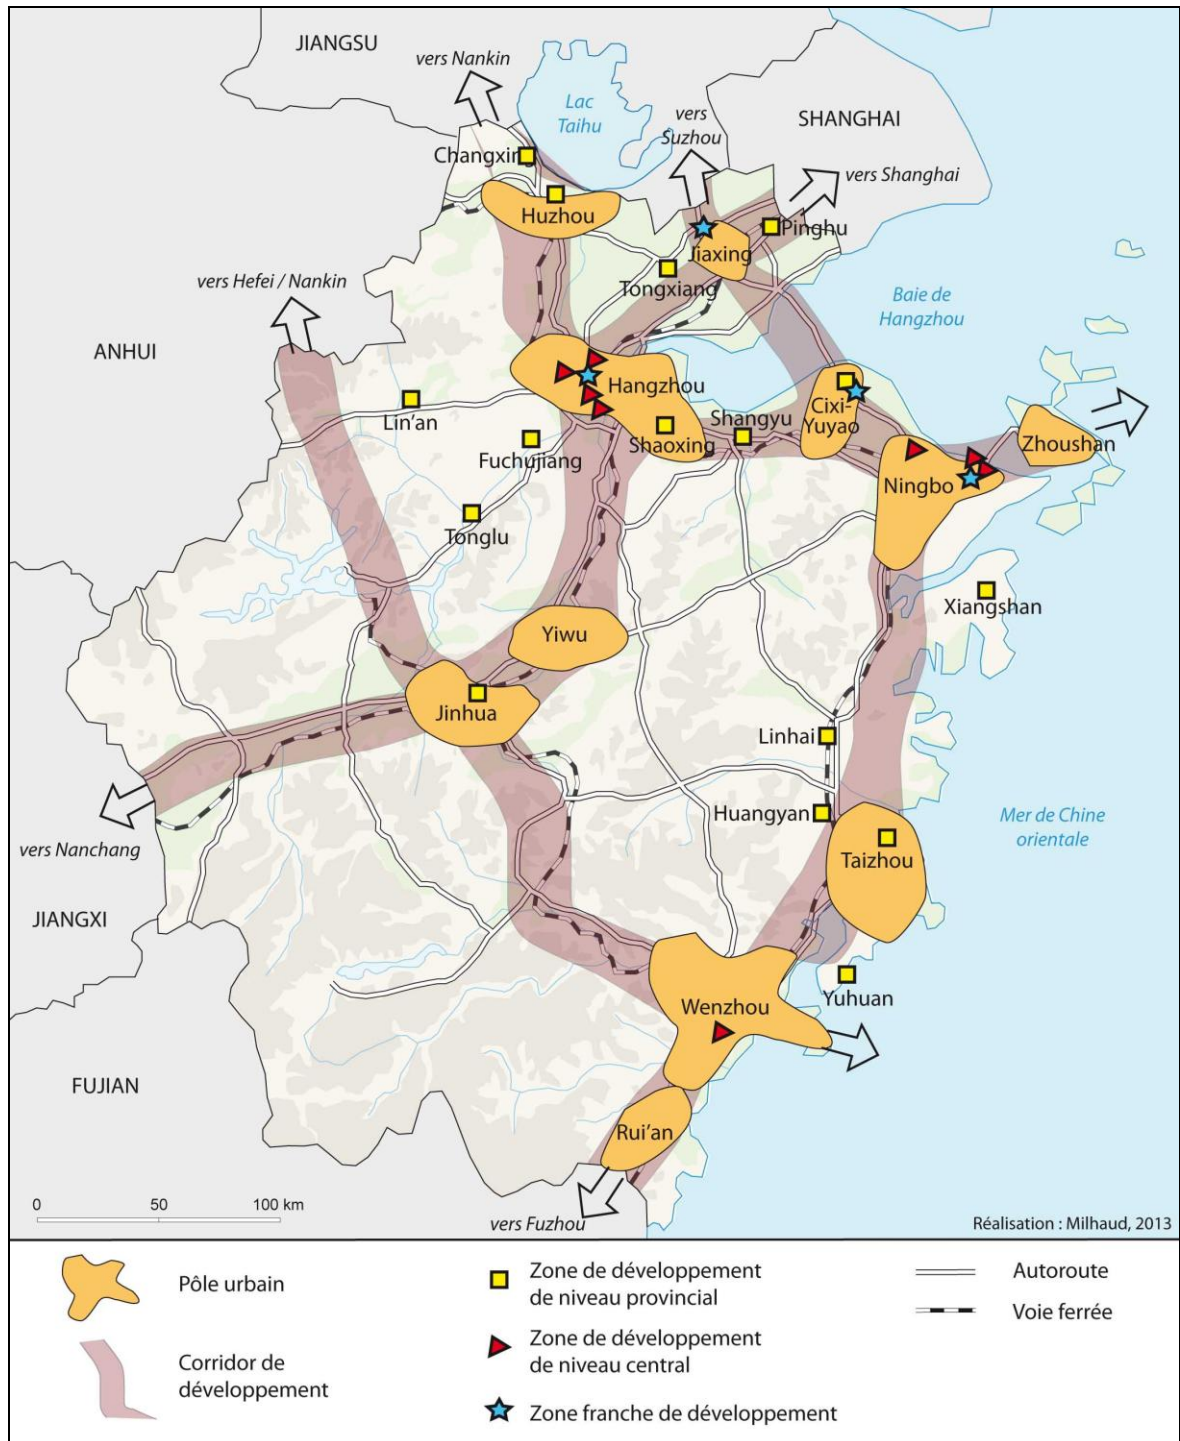 JIANGSU
vers Nankin
Lac
Taihu
vers
Suzhou
SHANGHAI
Changxing
vers Shanghai
Huzhou
Pinghu
Jiaxing
Tongxiang
vers Hefei / Nankin
Baie de
Hangzhou
ANHUI
Hangzhou
Lin'an
Cixi-
Yuyao
Shangyu
Shaoxing
Zhoushan
Fuchujiang
Ningbo
Tonglu
Xiangshan
Yiwu
Jinhua
Linhai
Huangyan
Mer de Chine
orientale
vers Nanchang
Taizhou
JIANGXI
Yuhuan
Wenzhou
FUJIAN
Rui'an
0 50 100 km
vers Fuzhou
Réalisation : Milhaud, 2013
Pôle urbain
Corridor de
développement
Zone de développement
de niveau provincial
Zone de développement
de niveau central
Zone franche de développement
Autoroute
Voie ferrée